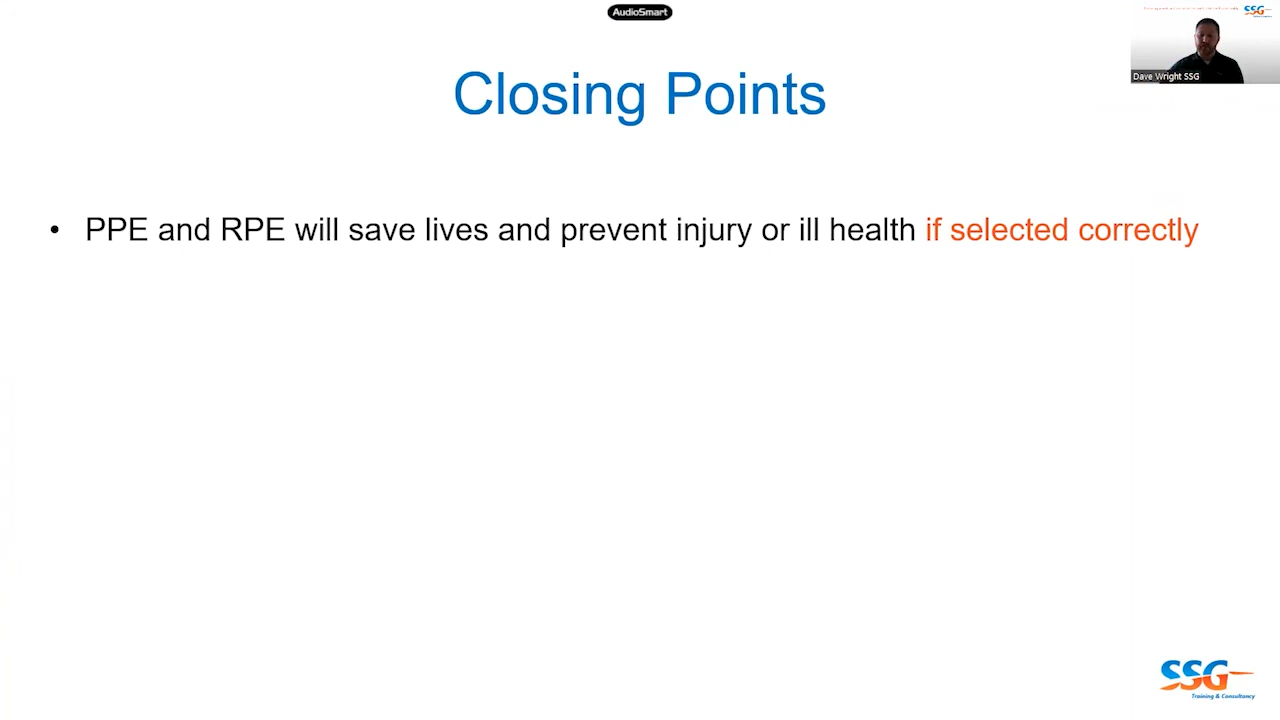 AudioSmart
SSG
Dave Wright SSG
Closing Points
• PPE and RPE will save lives and prevent injury or ill health if selected correctly
SSG
Training & Consultancy